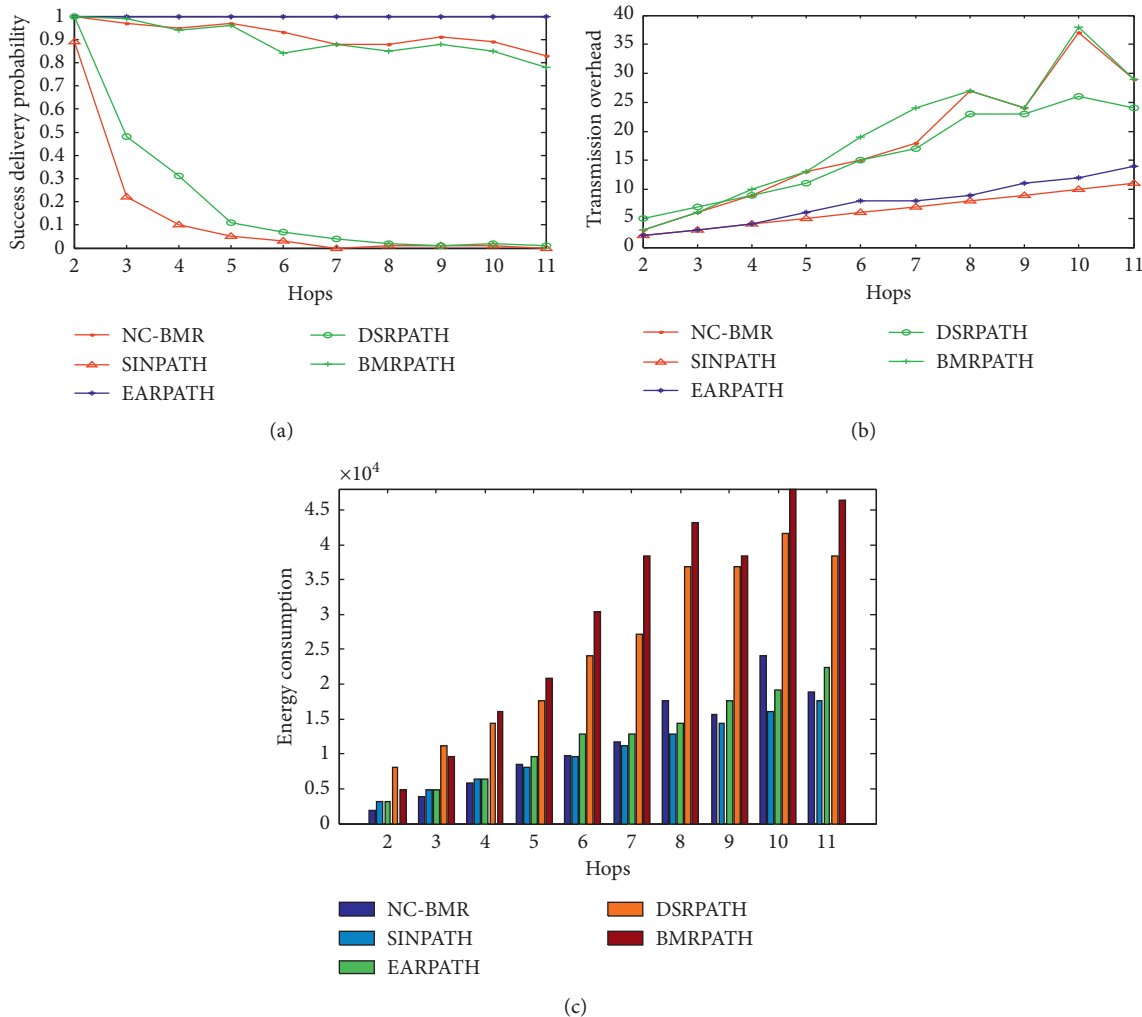 1
0.9
0.8
0.7
0.6
0.5
0.4
0.3
0.2
0.1
0
Success delivery probability
2 3 4 5 6 7 8 9 10 11
Hops
NC-BMR DSRPATH
SINPATH BMRPATH
EARPATH
(a)
40
35
30
25
20
15
10
5
0
Transmission overhead
2 3 4 5 6 7 8 9 10 11
Hops
NC-BMR DSRPATH
SINPATH BMRPATH
EARPATH
(b)
×10⁴
4.5
4
3.5
3
2.5
2
1.5
1
0.5
0
Energy consumption
2 3 4 5 6 7 8 9 10 11
Hops
NC-BMR DSRPATH
SINPATH BMRPATH
EARPATH
(c)